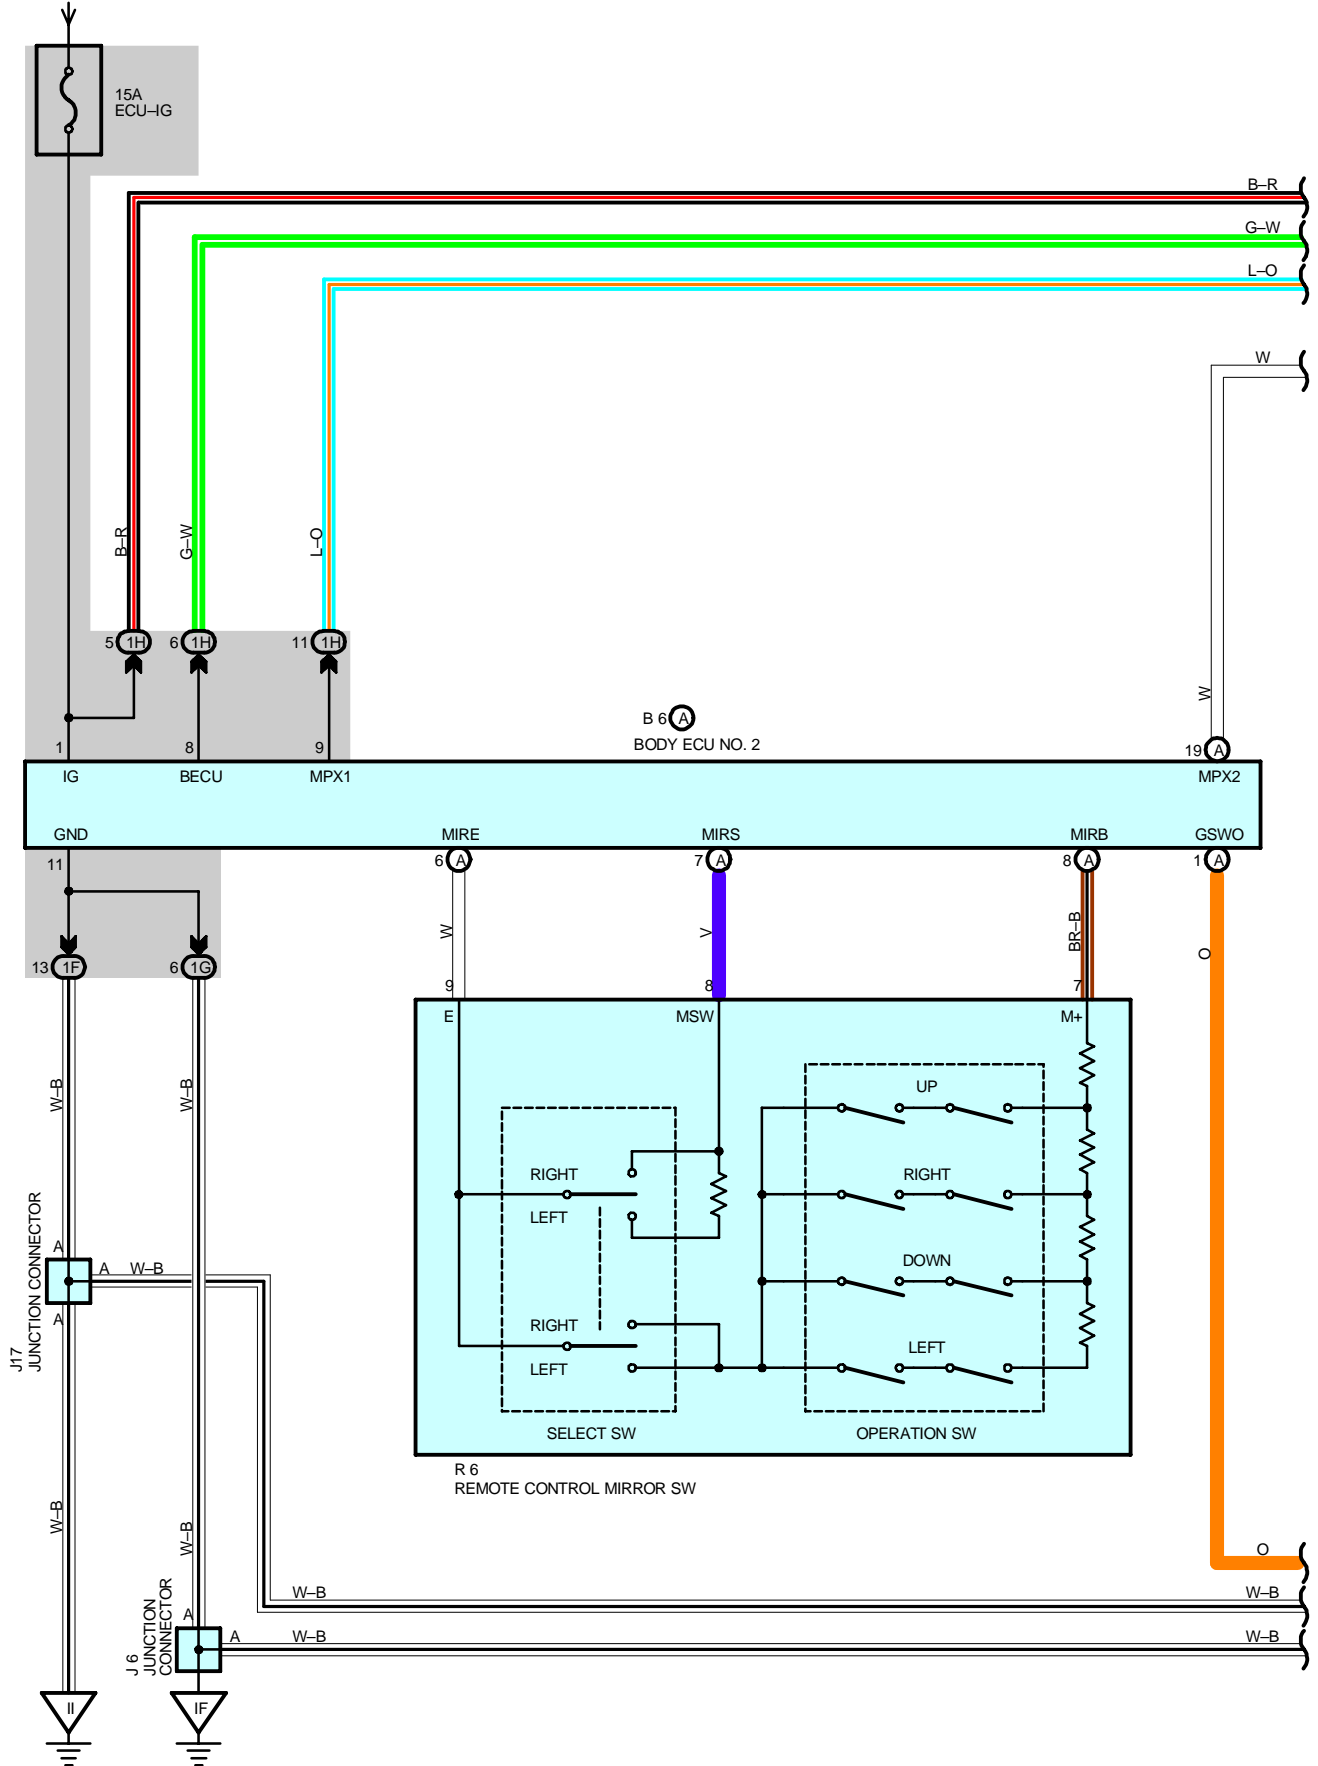 15A
ECU–IG
B–R
G–W
L–O
W
B–R
G–W
L–O
W
5 1H
6 1H
11 1H
B 6 A
BODY ECU NO. 2
1
8
9
19 A
IG
BECU
MPX1
MPX2
GND
MIRE
MIRS
MIRB
GSWO
11
6 A
7 A
8 A
1 A
W
V
BR–B
O
13 1F
6 1G
9
8
7
E
MSW
M+
W–B
W–B
UP
RIGHT
LEFT
RIGHT
DOWN
RIGHT
LEFT
LEFT
SELECT SW
OPERATION SW
R 6
REMOTE CONTROL MIRROR SW
A
A
W–B
A
J17
JUNCTION CONNECTOR
W–B
W–B
O
W–B
W–B
A
A
W–B
W–B
J 6
JUNCTION
CONNECTOR
II
IF